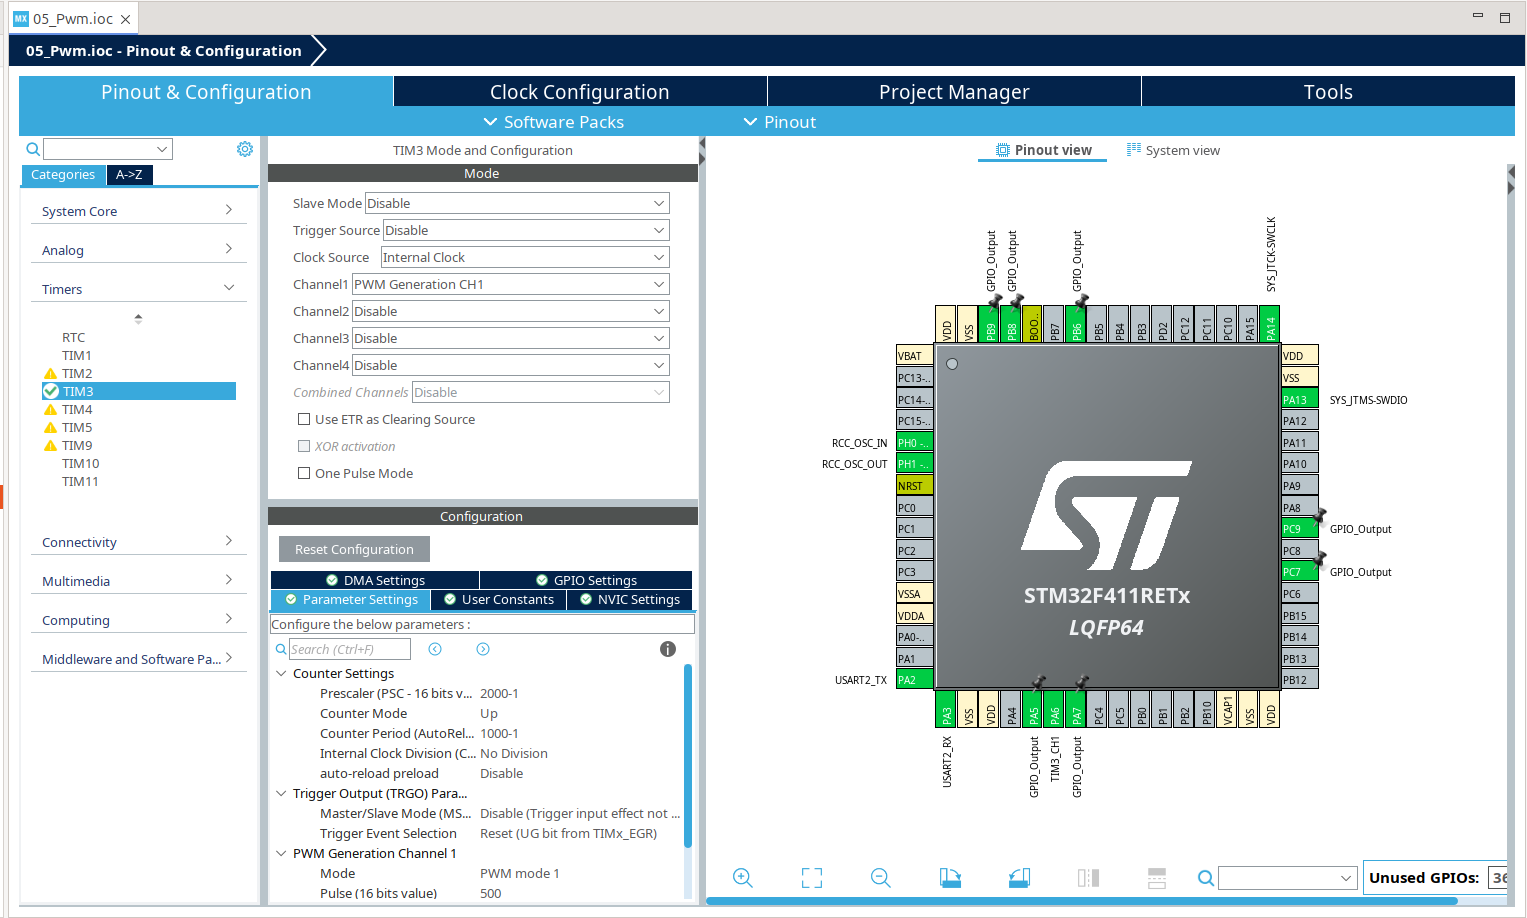 MX 05_Pwm.ioc
05_Pwm.ioc - Pinout & Configuration
Pinout & Configuration
Clock Configuration
Project Manager
Tools
Software Packs
Pinout
Categories
A->Z
System Core
Analog
Timers
RTC
TIM1
TIM2
TIM3
TIM4
TIM5
TIM9
TIM10
TIM11
Connectivity
Multimedia
Computing
Middleware and Software Pa...
TIM3 Mode and Configuration
Mode
Slave Mode Disable
Trigger Source Disable
Clock Source Internal Clock
Channel1 PWM Generation CH1
Channel2 Disable
Channel3 Disable
Channel4 Disable
Combined Channels Disable
Use ETR as Clearing Source
XOR activation
One Pulse Mode
Configuration
Reset Configuration
DMA Settings
GPIO Settings
Parameter Settings
User Constants
NVIC Settings
Configure the below parameters :
Search (Ctrl+F)
Counter Settings
Prescaler (PSC - 16 bits v... 2000-1
Counter Mode Up
Counter Period (AutoRel... 1000-1
Internal Clock Division (C... No Division
auto-reload preload Disable
Trigger Output (TRGO) Para...
Master/Slave Mode (MS... Disable (Trigger input effect not ...
Trigger Event Selection Reset (UG bit from TIMx_EGR)
PWM Generation Channel 1
Mode PWM mode 1
Pulse (16 bits value) 500
Pinout view
System view
GPIO_Output
GPIO_Output
GPIO_Output
SYS_JTCK-SWCLK
VDD
VSS
PB9
PB8
BOO..
PB7
PB6
PB5
PB4
PB3
PD2
PC12
PC11
PC10
PA15
PA14
VBAT
PC13-..
PC14-..
PC15-..
RCC_OSC_IN PH0 -..
RCC_OSC_OUT PH1 -..
NRST
PC0
PC1
PC2
PC3
VSSA
VDDA
PA0-..
PA1
USART2_TX PA2
ST
STM32F411RETx
LQFP64
VDD
VSS
PA13 SYS_JTMS-SWDIO
PA12
PA11
PA10
PA9
PA8
PC9 GPIO_Output
PC8
PC7 GPIO_Output
PC6
PB15
PB14
PB13
PB12
PA3
VSS
VDD
PA4
PA5
PA6
PA7
PC4
PC5
PB0
PB1
PB2
PB10
VCAP1
VSS
VDD
USART2_RX
GPIO_Output
TIM3_CH1
GPIO_Output
Unused GPIOs: 36